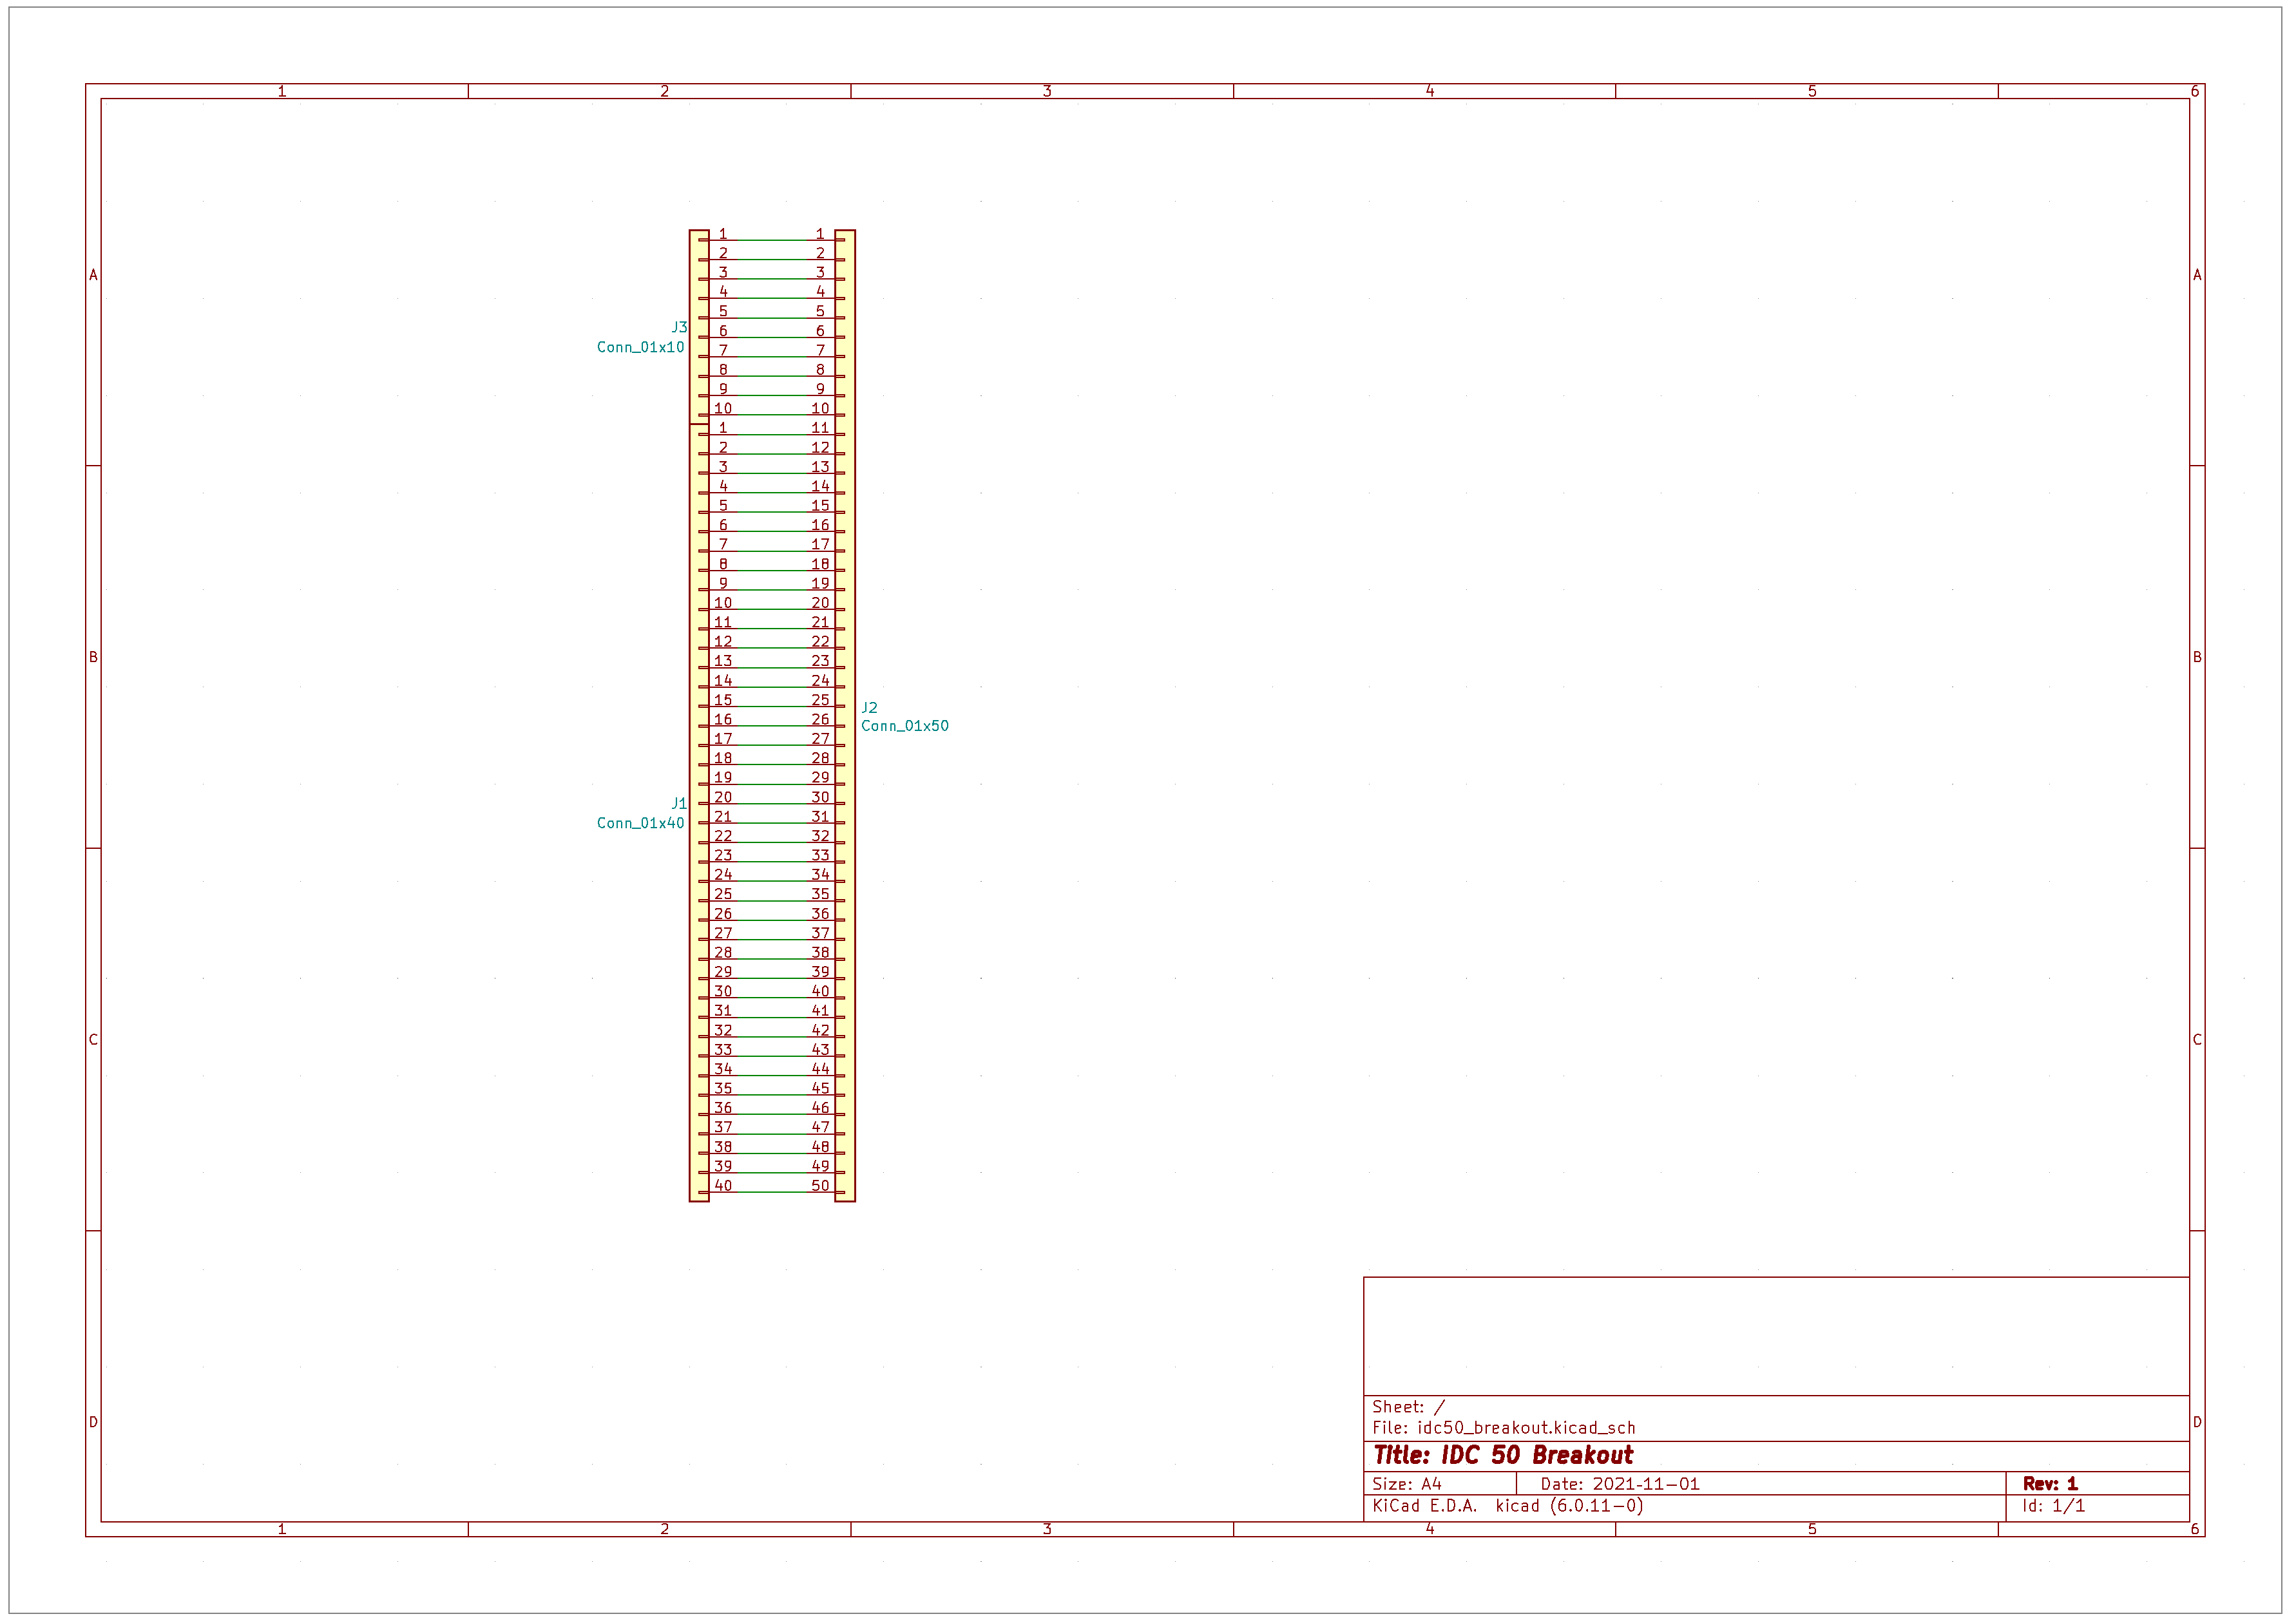 1 2 3 4 5 6
A A
1 1
2 2
3 3
4 4
5 5
J3 6 6
Conn_01x10 7 7
8 8
9 9
10 10
1 11
2 12
3 13
4 14
5 15
6 16
7 17
8 18
9 19
10 20
11 21
12 22
B 13 23 B
14 24
15 25 J2
16 26 Conn_01x50
17 27
18 28
19 29
J1 20 30
Conn_01x40 21 31
22 32
23 33
24 34
25 35
26 36
27 37
28 38
29 39
30 40
31 41
32 42
C C
33 43
34 44
35 45
36 46
37 47
38 48
39 49
40 50
Sheet: /
D File: idc50_breakout.kicad_sch D
Title: IDC 50 Breakout
Size: A4 Date: 2021-11-01 Rev: 1
KiCad E.D.A. kicad (6.0.11-0) Id: 1/1
1 2 3 4 5 6